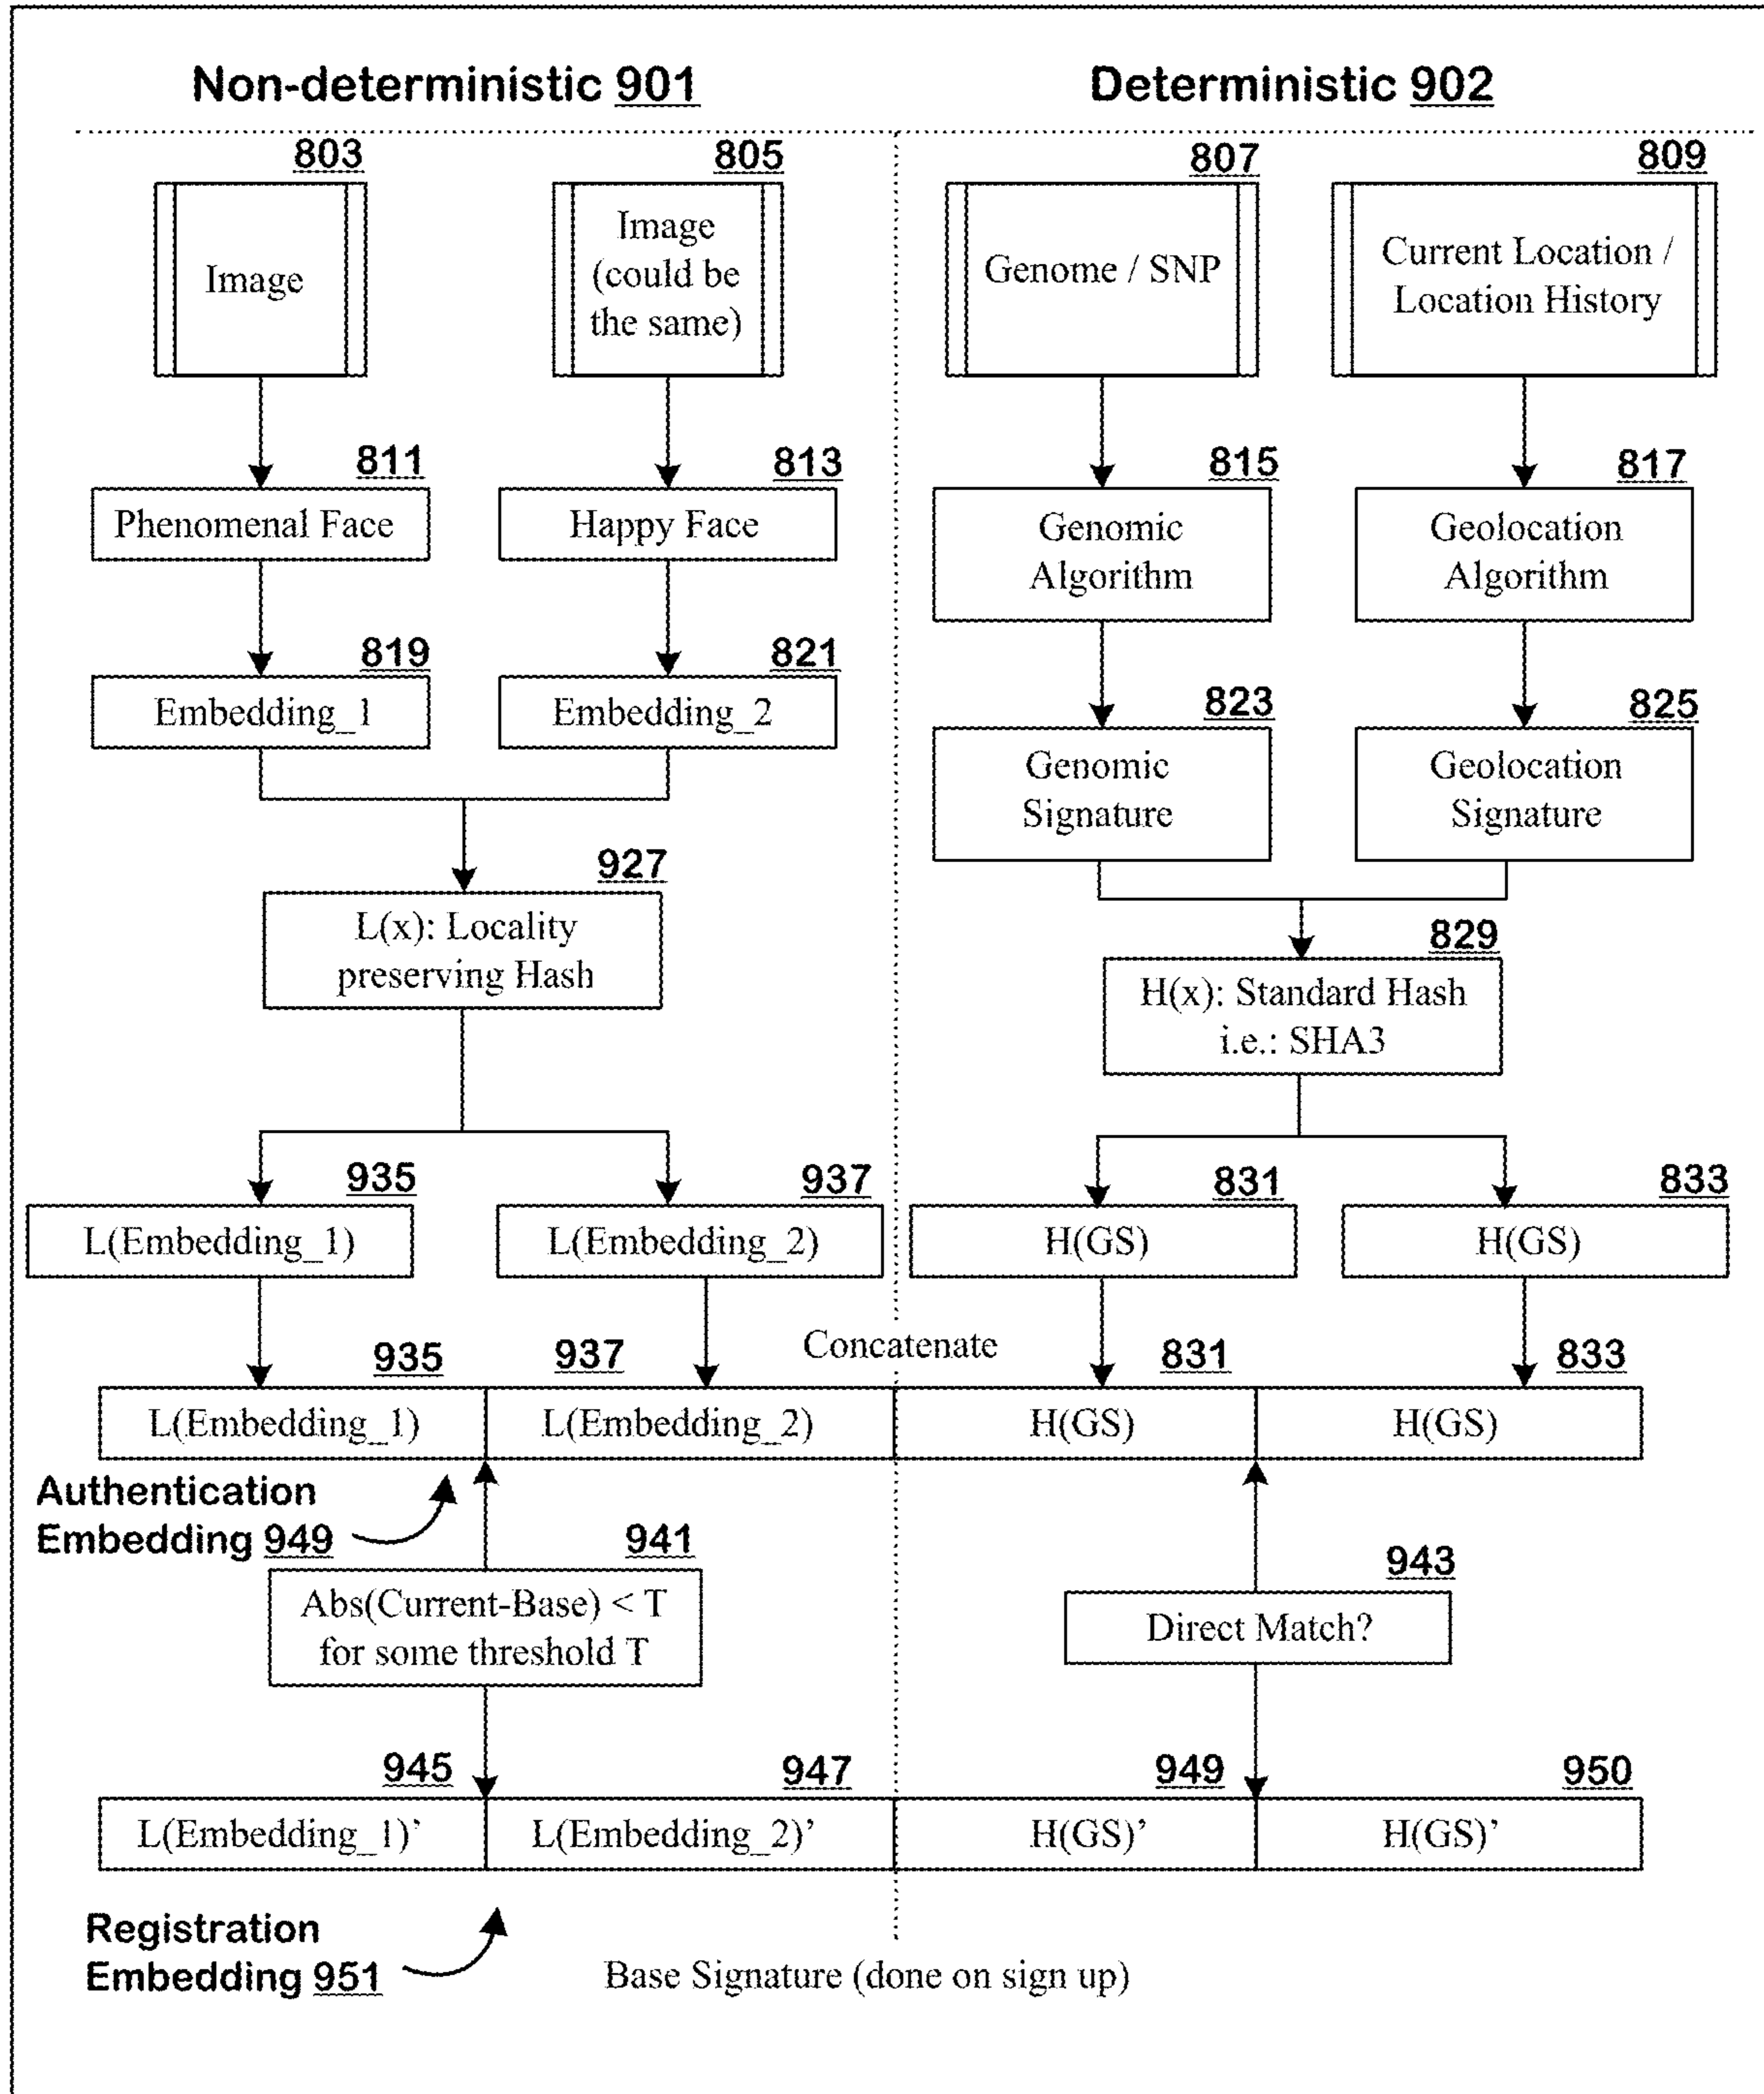 Non-deterministic 901
Deterministic 902
803
805
807
809
Image
Image
(could be
the same)
Genome / SNP
Current Location /
Location History
811
813
815
817
Phenomenal Face
Happy Face
Genomic
Algorithm
Geolocation
Algorithm
819
821
823
825
Embedding_1
Embedding_2
Genomic
Signature
Geolocation
Signature
927
L(x): Locality
preserving Hash
829
H(x): Standard Hash
i.e.: SHA3
935
937
831
833
L(Embedding_1)
L(Embedding_2)
H(GS)
H(GS)
Concatenate
935
937
831
833
L(Embedding_1)
L(Embedding_2)
H(GS)
H(GS)
Authentication
Embedding 949
941
Abs(Current-Base) < T
for some threshold T
943
Direct Match?
945
947
949
950
L(Embedding_1)’
L(Embedding_2)’
H(GS)’
H(GS)’
Registration
Embedding 951
Base Signature (done on sign up)